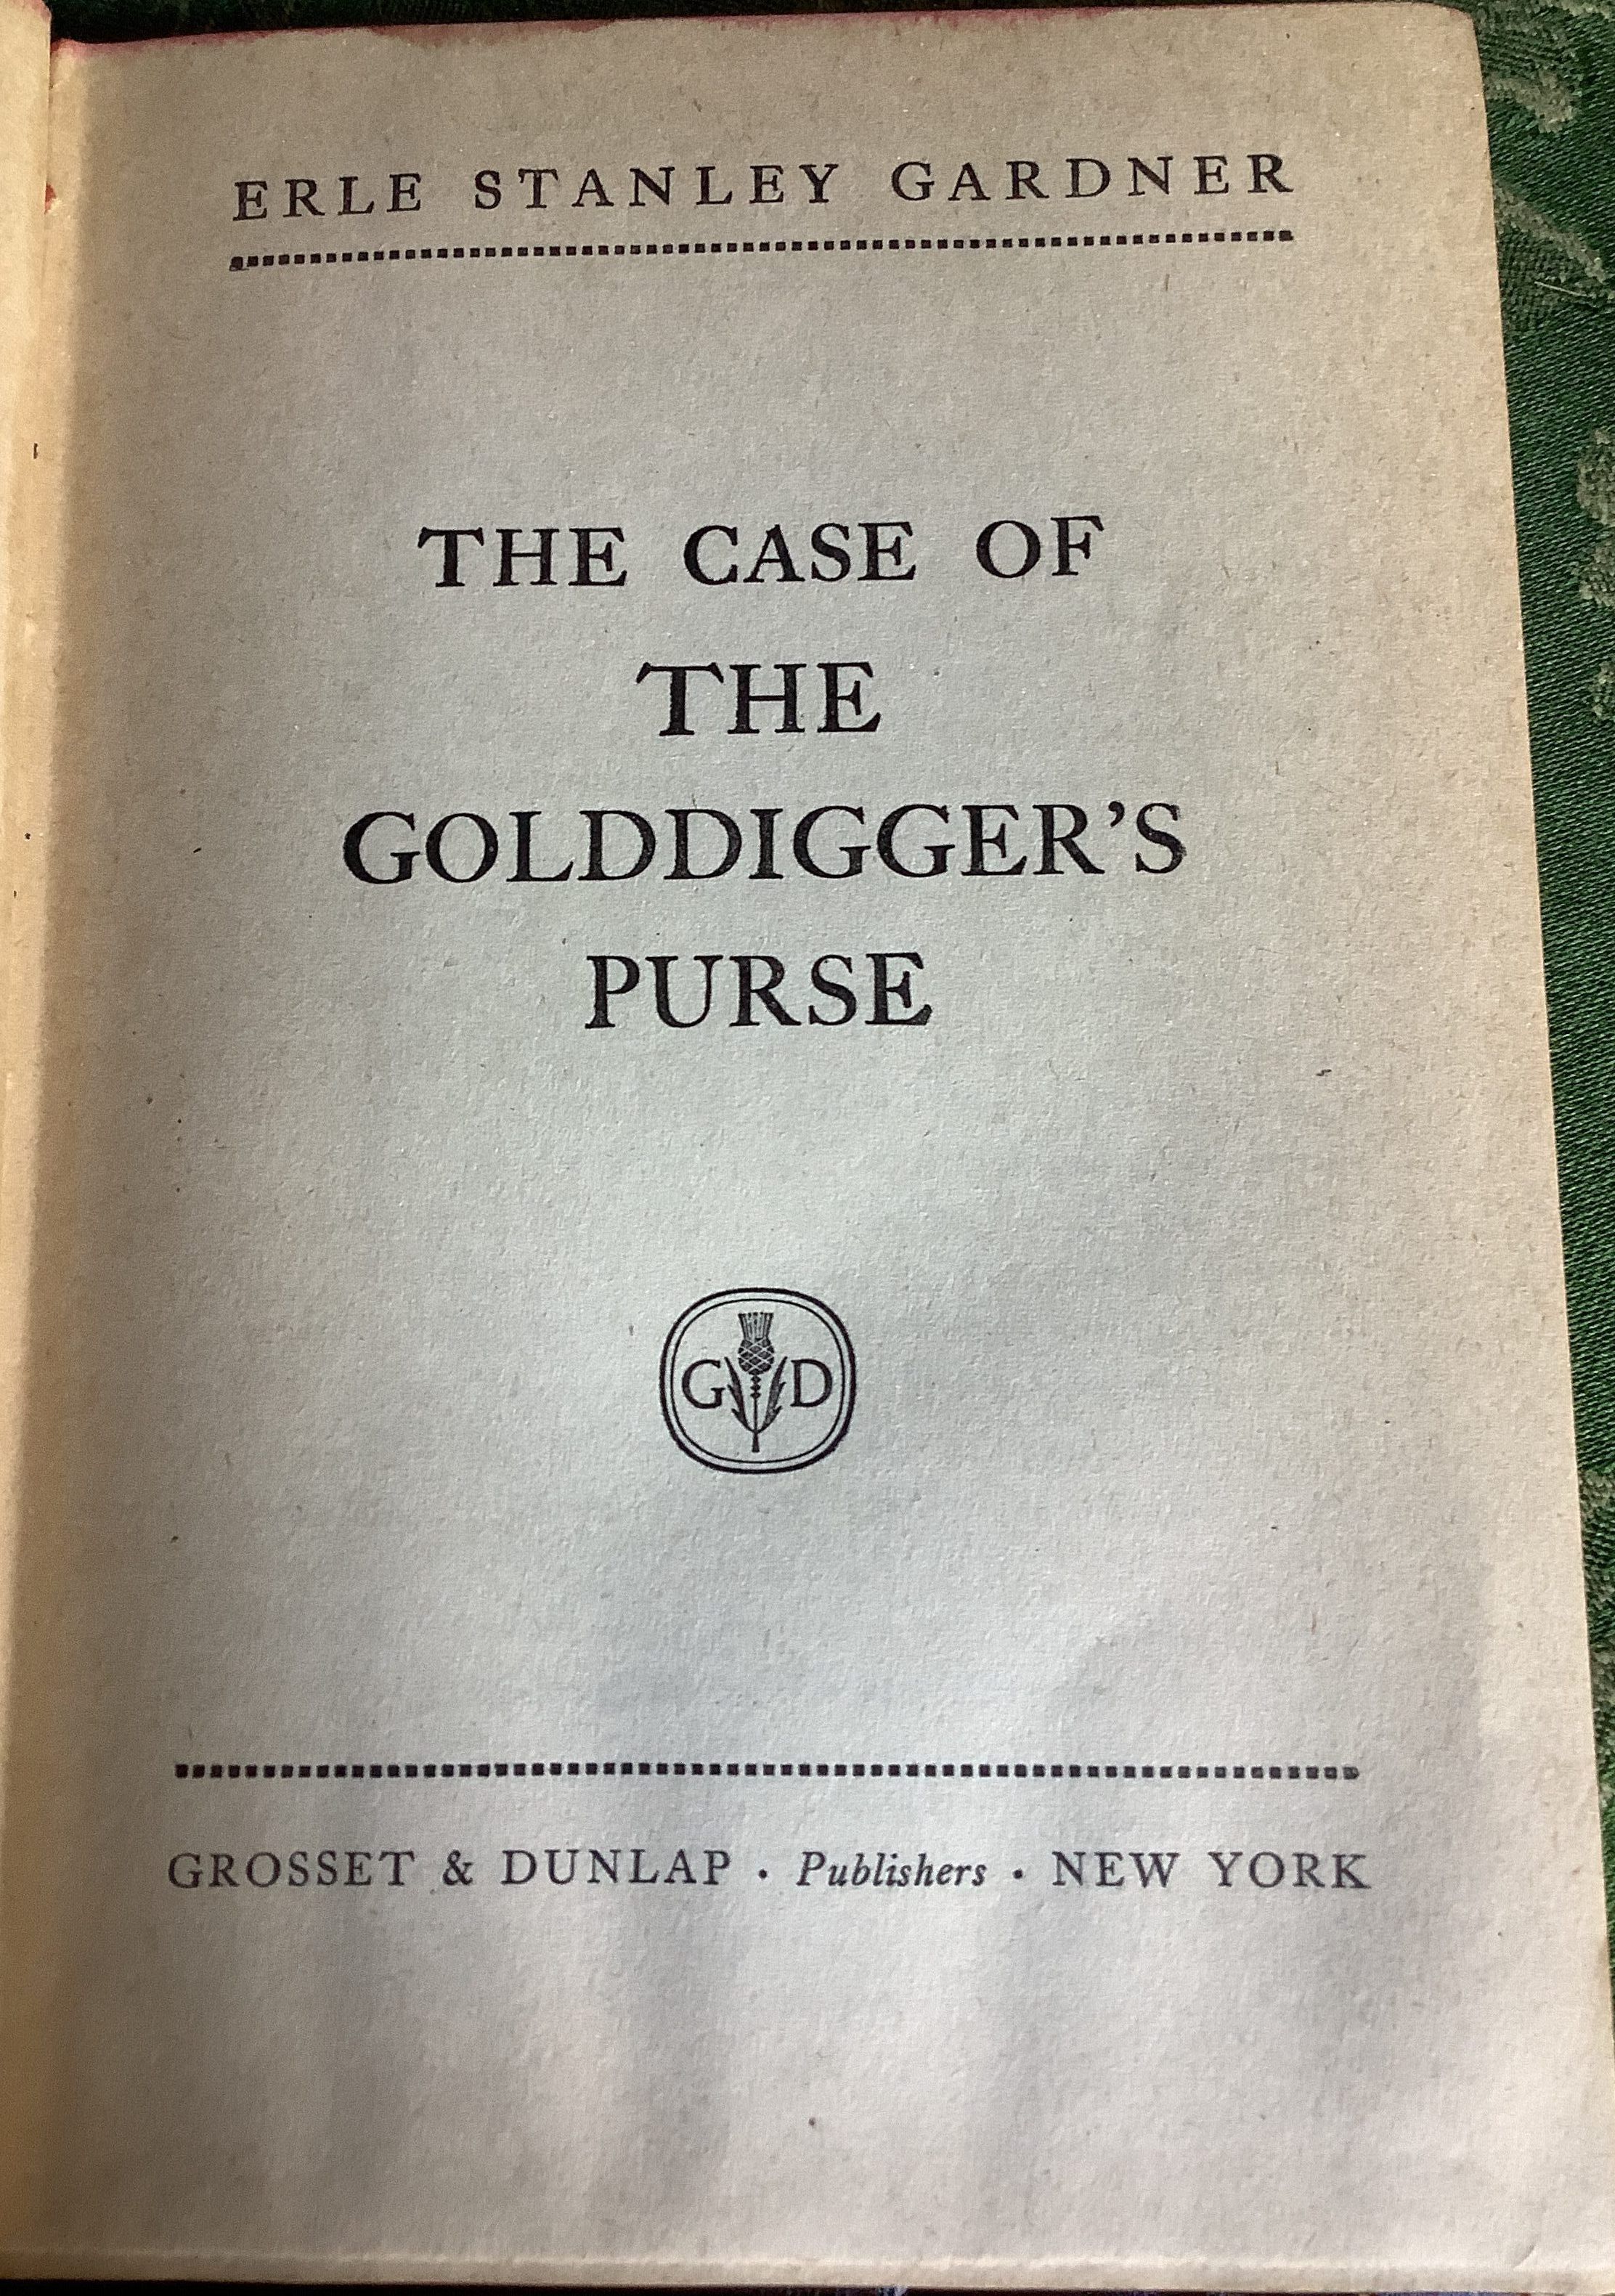 ERLE STANLEY GARDNER
THE CASE OF
THE
GOLDDIGGER'S
PURSE
G D
GROSSET & DUNLAP · Publishers · NEW YORK